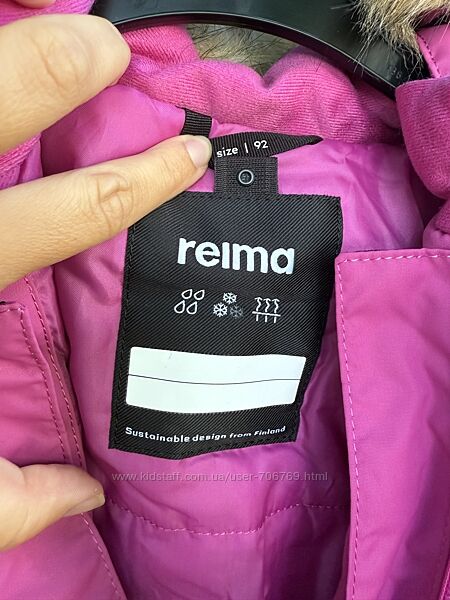 size | 92
reima
Sustainable design from Finland
www.kidstaff.com.ua/user-706769.html